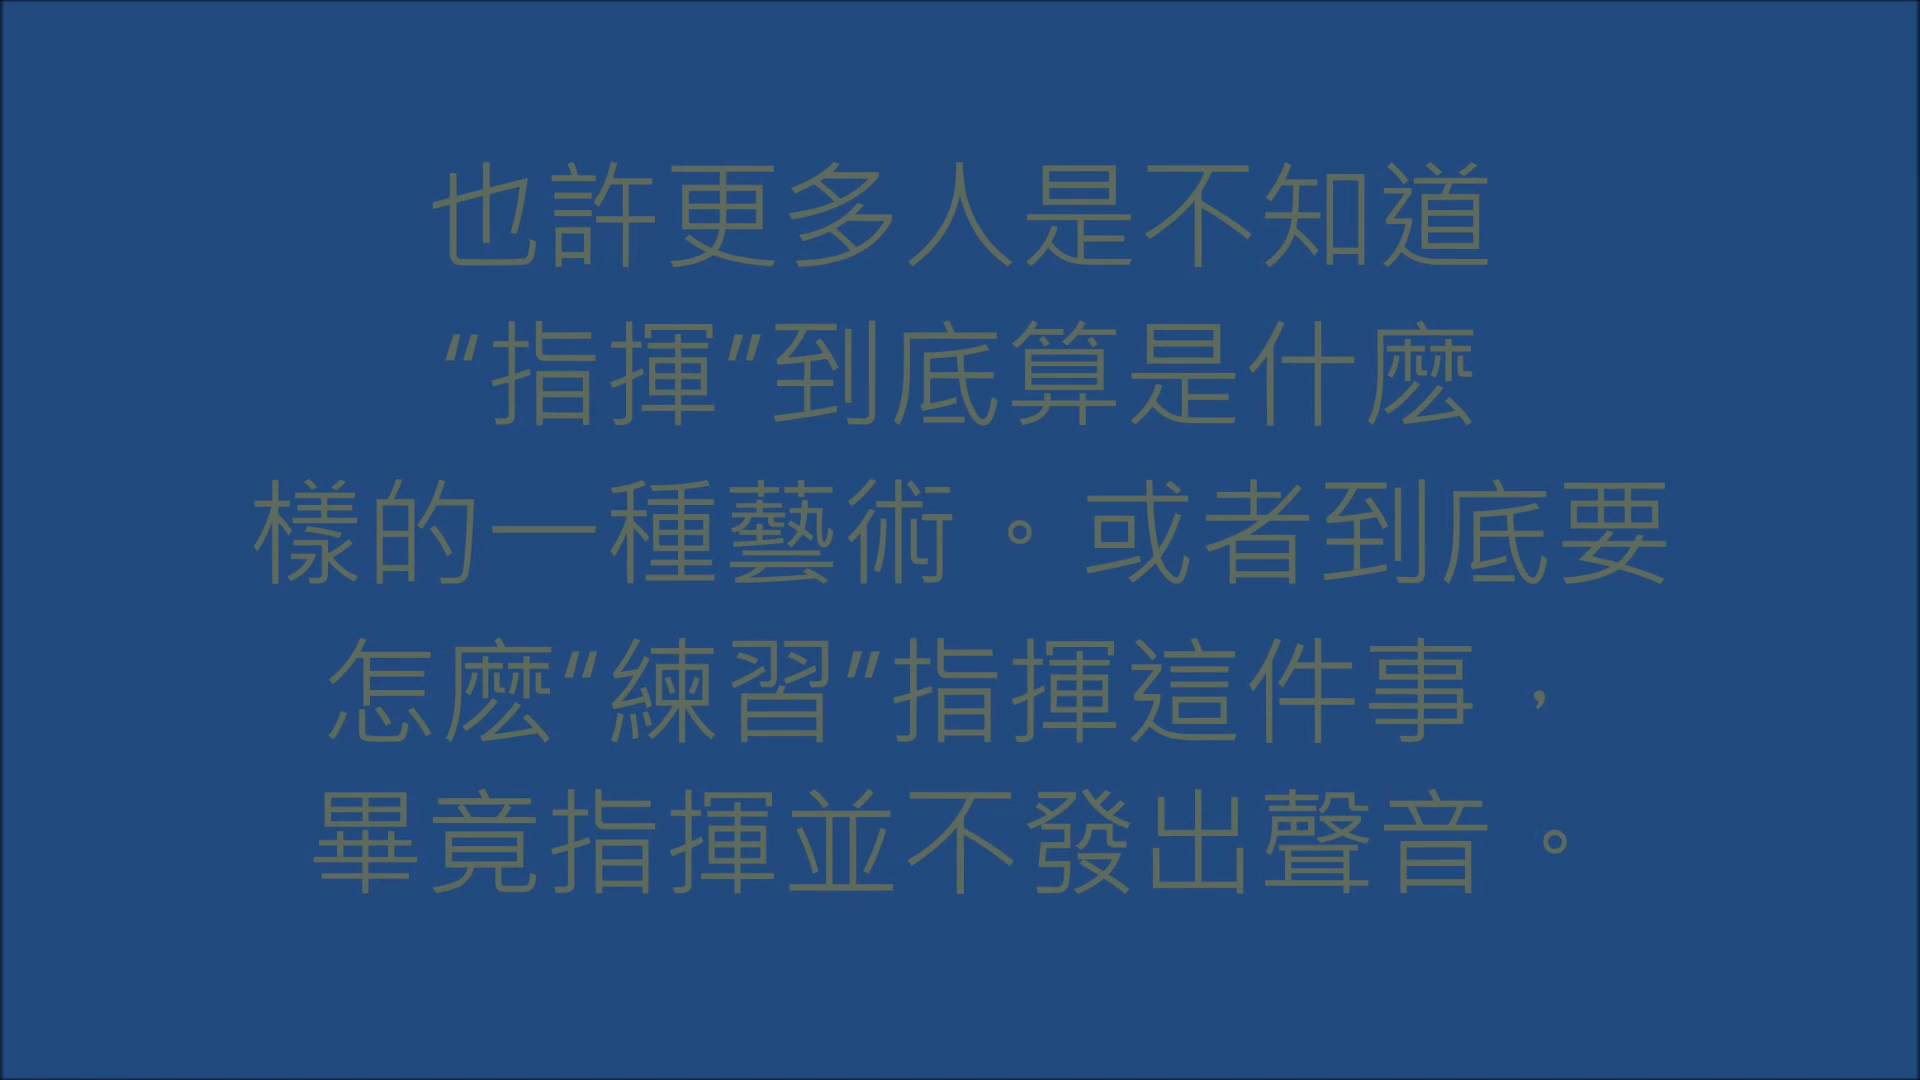 也許更多人是不知道
“指揮”到底算是什麽
樣的一種藝術。或者到底要
怎麽“練習”指揮這件事，
畢竟指揮並不發出聲音。